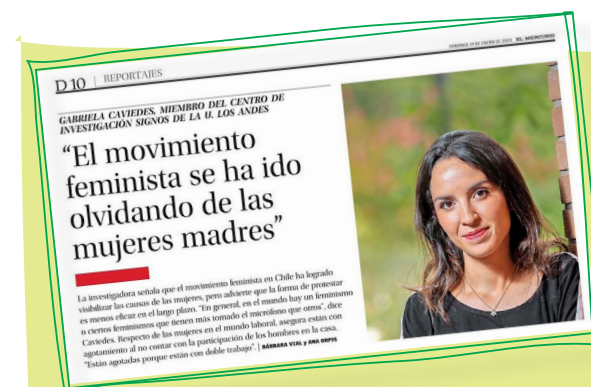 DOMINGO 19 DE ENERO DE 2020 EL MERCURIO
D 10 | REPORTAJES
GABRIELA CAVIEDES, MIEMBRO DEL CENTRO DE
INVESTIGACIÓN SIGNOS DE LA U. LOS ANDES
“El movimiento
feminista se ha ido
olvidando de las
mujeres madres”
La investigadora señala que el movimiento feminista en Chile ha logrado
visibilizar las causas de las mujeres, pero advierte que la forma de protestar
es menos eficaz en el largo plazo. “En general, en el mundo hay un feminismo
o ciertos feminismos que tienen más tomado el micrófono que otros”, dice
Caviedes. Respecto de las mujeres en el mundo laboral, asegura están con
agotamiento al no contar con la participación de los hombres en la casa.
“Están agotadas porque están con doble trabajo”. | BÁRBARA VIAL y ANA ORPIS